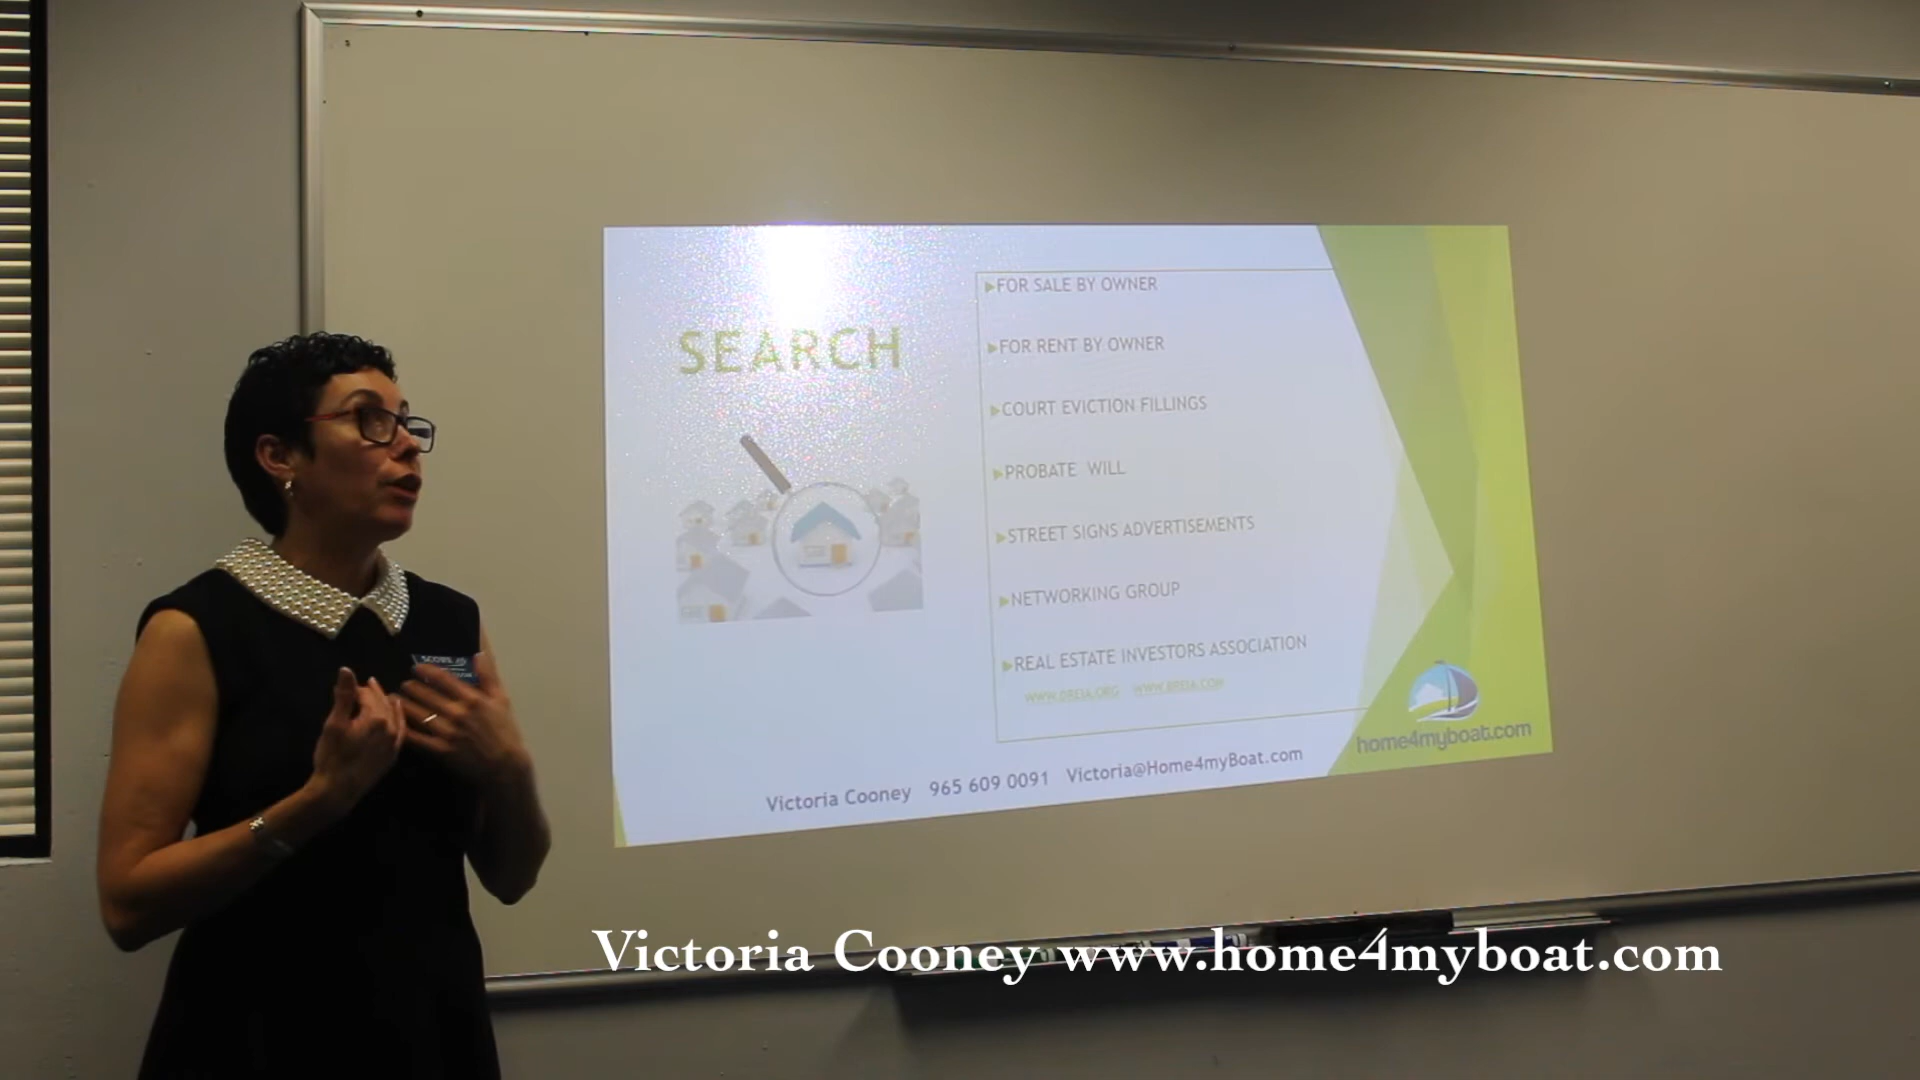 SEARCH
FOR SALE BY OWNER
FOR RENT BY OWNER
COURT EVICTION FILLINGS
PROBATE WILL
STREET SIGNS ADVERTISEMENTS
NETWORKING GROUP
REAL ESTATE INVESTORS ASSOCIATION
home4myboat.com
Victoria Cooney 965 609 0091 Victoria@Home4myBoat.com
SCORE
Victoria Cooney www.home4myboat.com